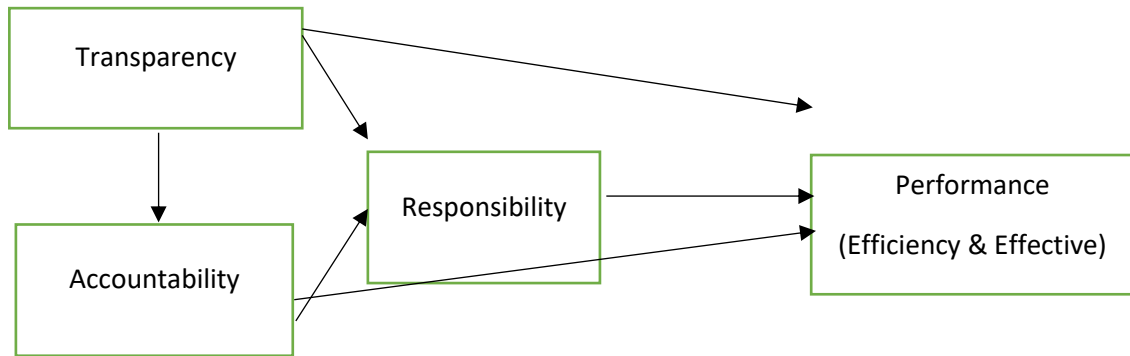 Transparency
Responsibility
Performance
(Efficiency & Effective)
Accountability